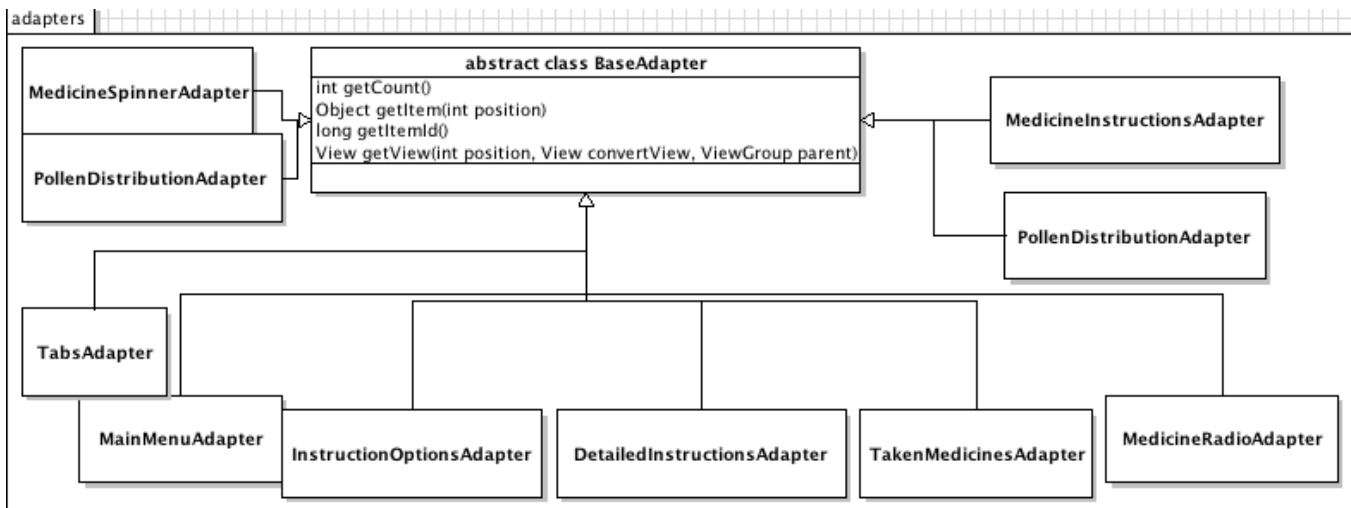 adapters
MedicineSpinnerAdapter
PollenDistributionAdapter
abstract class BaseAdapter
int getCount()
Object getItem(int position)
long getItemId()
View getView(int position, View convertView, ViewGroup parent)
MedicineInstructionsAdapter
PollenDistributionAdapter
TabsAdapter
MainMenuAdapter
InstructionOptionsAdapter
DetailedInstructionsAdapter
TakenMedicinesAdapter
MedicineRadioAdapter